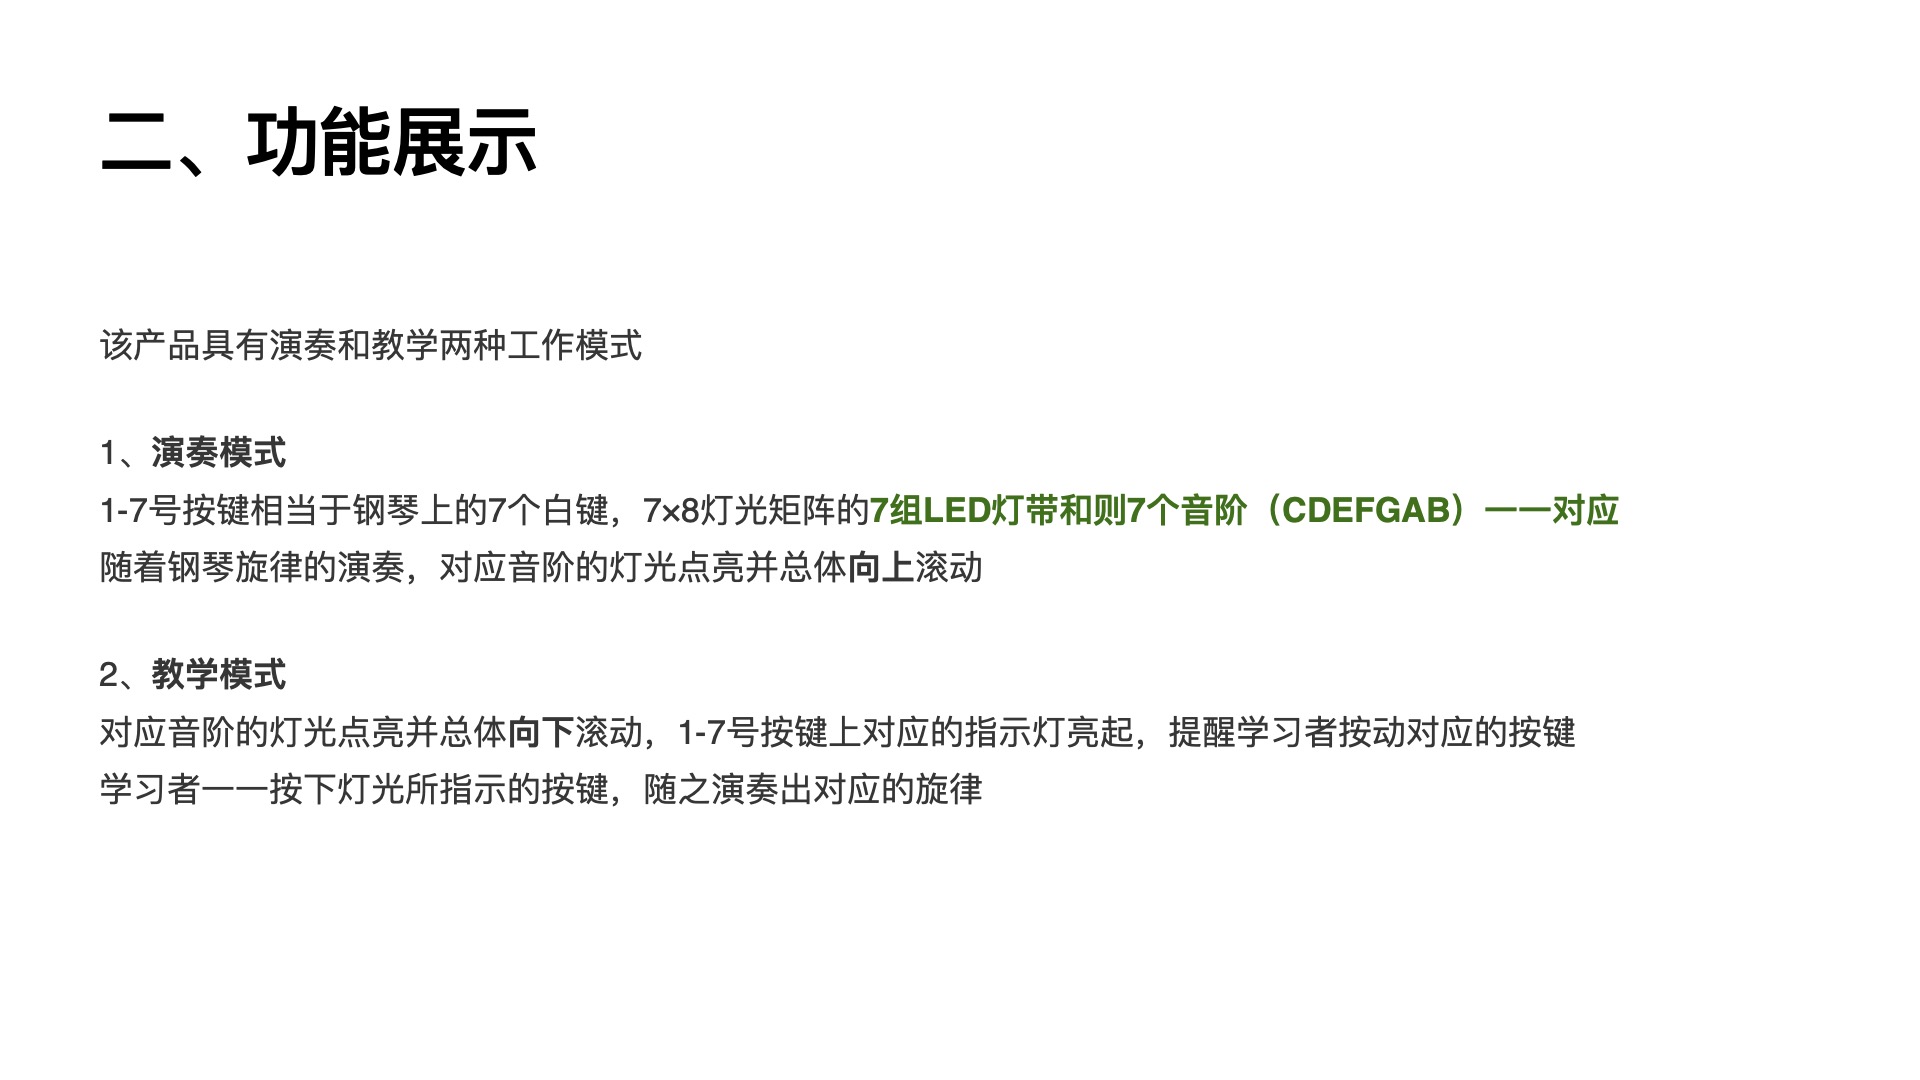 二、功能展示
该产品具有演奏和教学两种工作模式
1、演奏模式
1-7号按键相当于钢琴上的7个白键，7×8灯光矩阵的7组LED灯带和则7个音阶（CDEFGAB）一一对应
随着钢琴旋律的演奏，对应音阶的灯光点亮并总体向上滚动
2、教学模式
对应音阶的灯光点亮并总体向下滚动，1-7号按键上对应的指示灯亮起，提醒学习者按动对应的按键
学习者一一按下灯光所指示的按键，随之演奏出对应的旋律